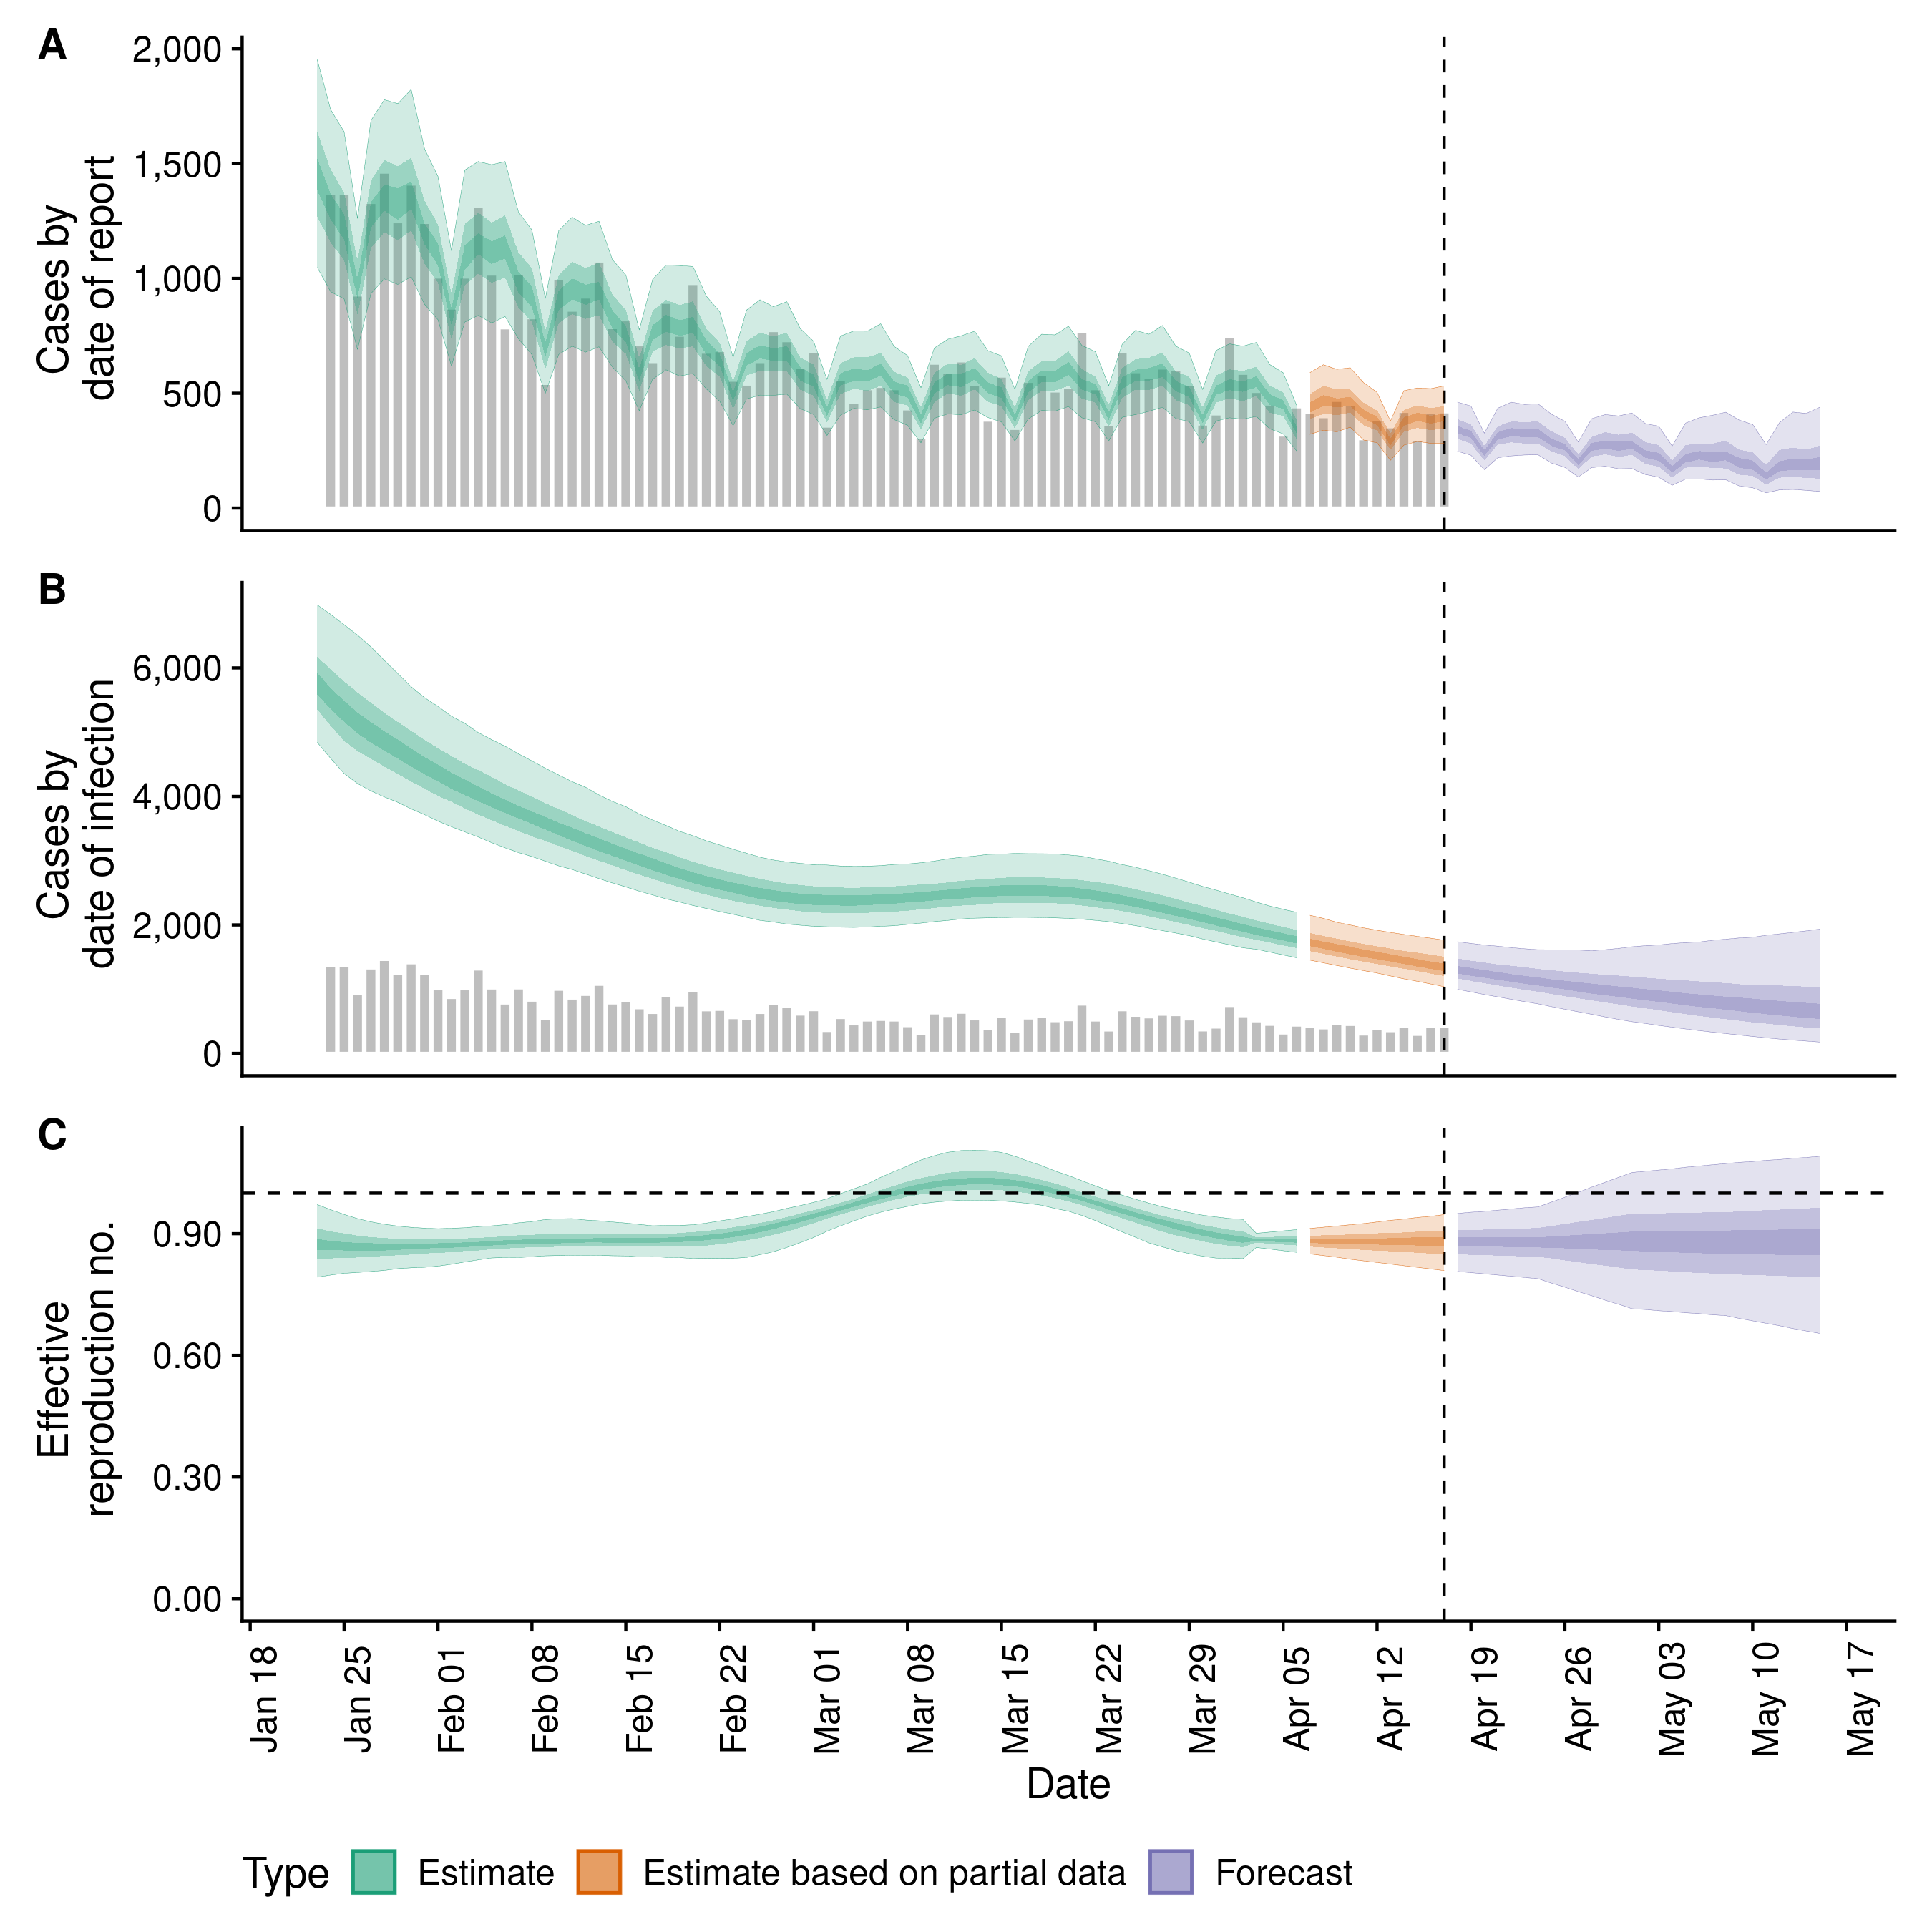 A
Cases by
date of report
2,000
1,500
1,000
500
0
B
Cases by
date of infection
6,000
4,000
2,000
0
C
Effective
reproduction no.
0.90
0.60
0.30
0.00
Jan 18
Jan 25
Feb 01
Feb 08
Feb 15
Feb 22
Mar 01
Mar 08
Mar 15
Mar 22
Mar 29
Apr 05
Apr 12
Apr 19
Apr 26
May 03
May 10
May 17
Date
Type Estimate Estimate based on partial data Forecast